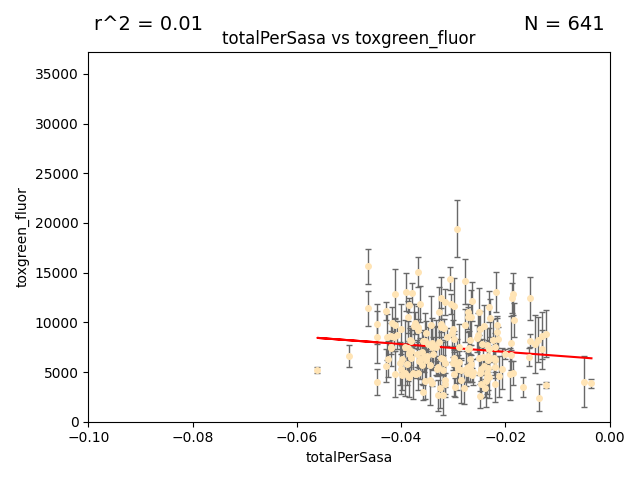 r^2 = 0.01
N = 641
totalPerSasa vs toxgreen_fluor
35000
30000
25000
20000
15000
10000
5000
0
toxgreen_fluor
−0.10
−0.08
−0.06
−0.04
−0.02
0.00
totalPerSasa